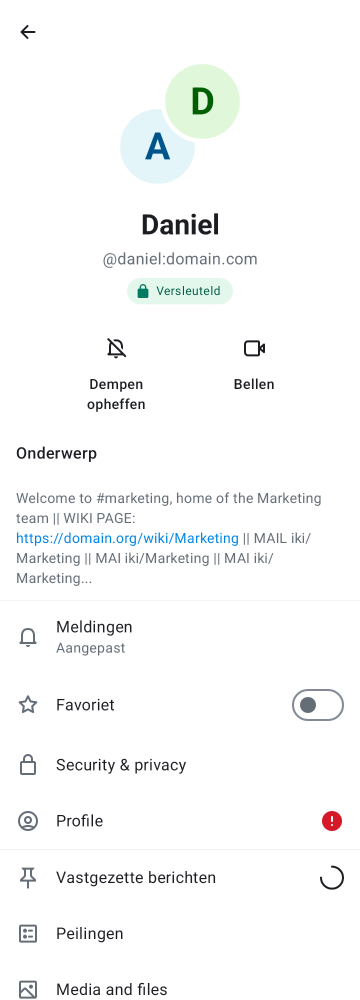 D
A
Daniel
@daniel:domain.com
Versleuteld
Dempen
opheffen
Bellen
Onderwerp
Welcome to #marketing, home of the Marketing
team || WIKI PAGE:
https://domain.org/wiki/Marketing || MAIL iki/
Marketing || MAI iki/Marketing || MAI iki/
Marketing...
Meldingen
Aangepast
Favoriet
Security & privacy
Profile
Vastgezette berichten
Peilingen
Media and files